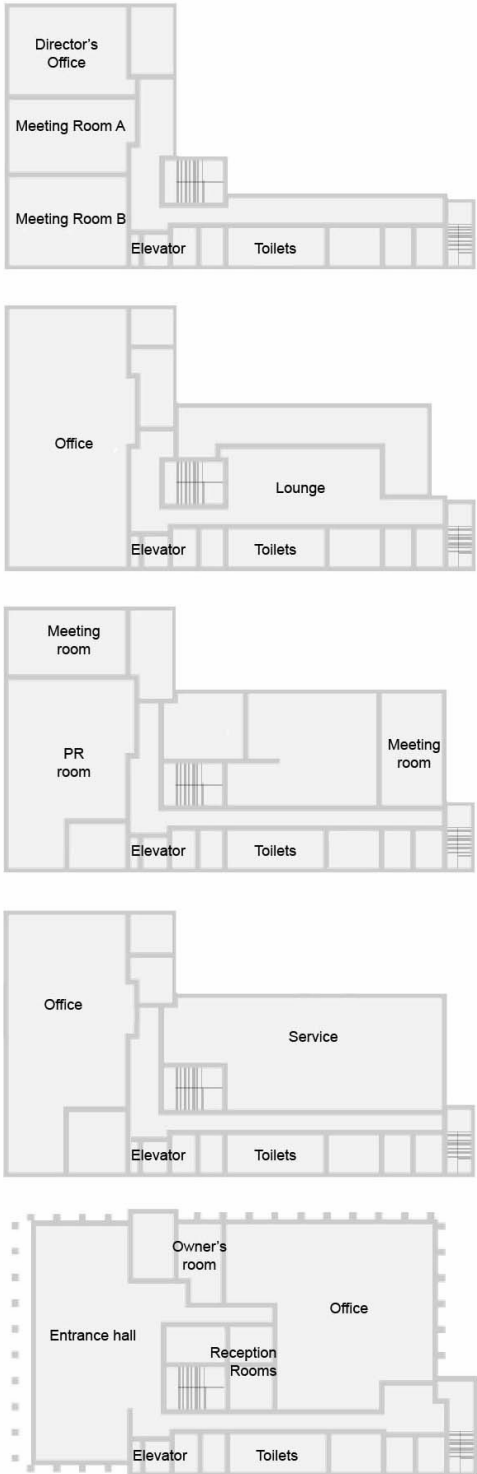 Director's
Office
Meeting Room A
Meeting Room B
Elevator
Toilets
Office
Lounge
Elevator
Toilets
Meeting
room
PR
room
Meeting
room
Elevator
Toilets
Office
Service
Elevator
Toilets
Owner's
room
Entrance hall
Office
Reception
Rooms
Elevator
Toilets